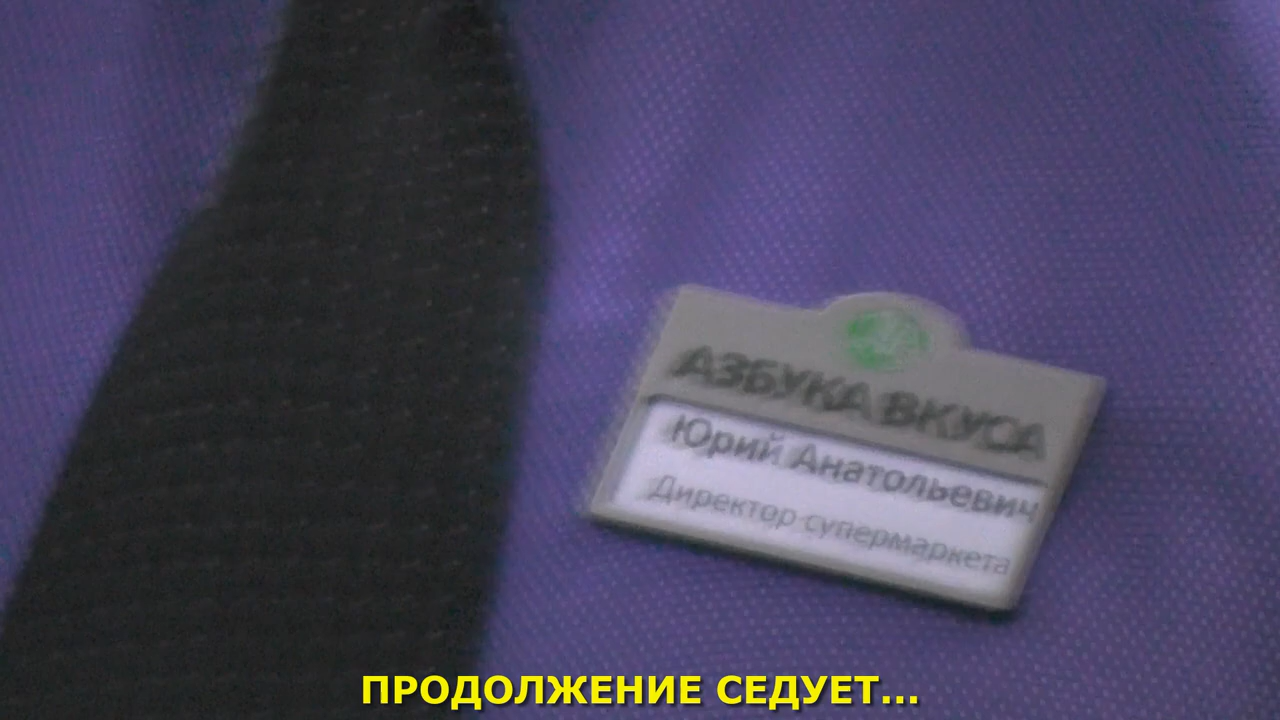 АЗБУКА ВКУСА
Юрий Анатольевич
Директор супермаркета
ПРОДОЛЖЕНИЕ СЕДУЕТ...